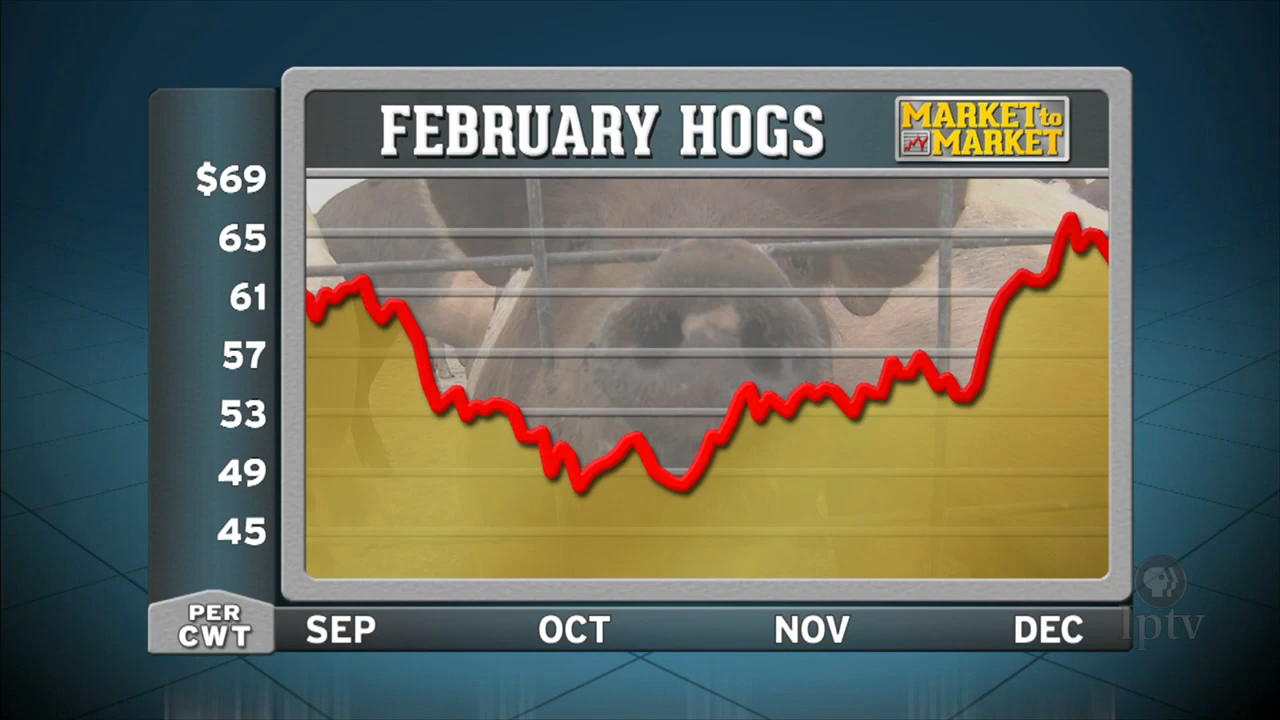 FEBRUARY HOGS
MARKET to
MARKET
$69
65
61
57
53
49
45
PER
CWT
SEP OCT NOV DEC
iptv